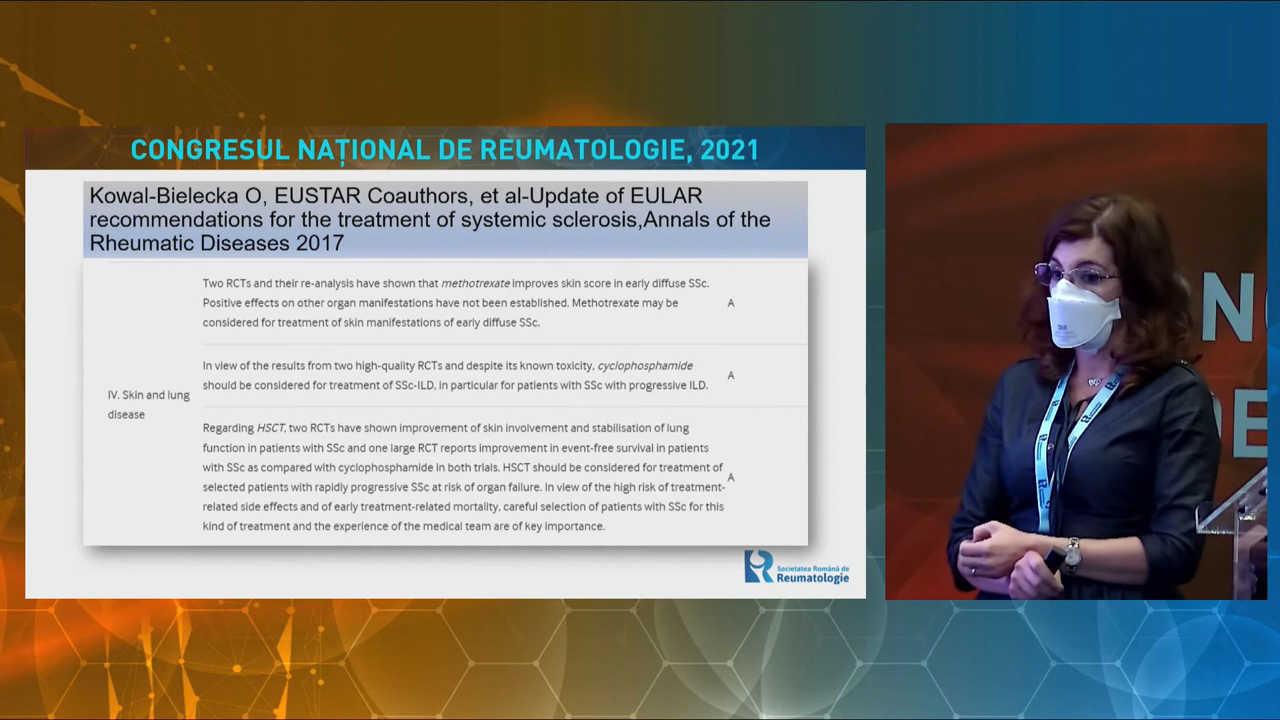 CONGRESUL NAȚIONAL DE REUMATOLOGIE, 2021
Kowal-Bielecka O, EUSTAR Coauthors, et al-Update of EULAR
recommendations for the treatment of systemic sclerosis,Annals of the
Rheumatic Diseases 2017
Two RCTs and their re-analysis have shown that methotrexate improves skin score in early diffuse SSc.
Positive effects on other organ manifestations have not been established. Methotrexate may be
considered for treatment of skin manifestations of early diffuse SSc.
A
In view of the results from two high-quality RCTs and despite its known toxicity, cyclophosphamide
should be considered for treatment of SSc-ILD, in particular for patients with SSc with progressive ILD.
A
IV. Skin and lung
disease
Regarding HSCT, two RCTs have shown improvement of skin involvement and stabilisation of lung
function in patients with SSc and one large RCT reports improvement in event-free survival in patients
with SSc as compared with cyclophosphamide in both trials. HSCT should be considered for treatment of
selected patients with rapidly progressive SSc at risk of organ failure. In view of the high risk of treatment-
related side effects and of early treatment-related mortality, careful selection of patients with SSc for this
kind of treatment and the experience of the medical team are of key importance.
A
Societatea Română de
Reumatologie
N
DE